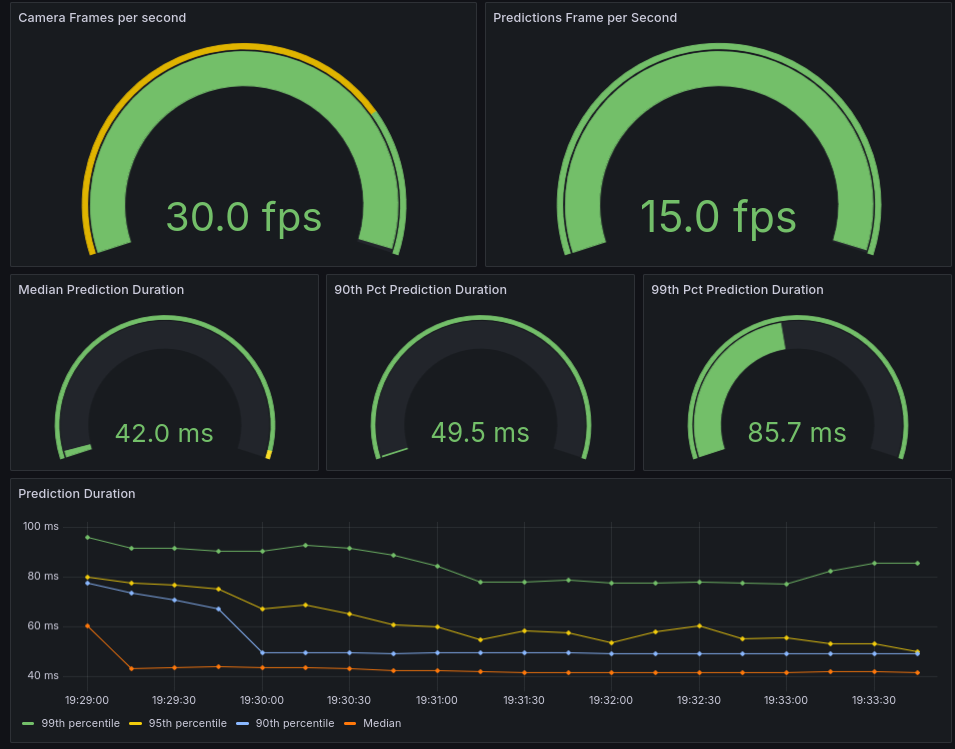 Camera Frames per second
Predictions Frame per Second
30.0 fps
15.0 fps
Median Prediction Duration
90th Pct Prediction Duration
99th Pct Prediction Duration
42.0 ms
49.5 ms
85.7 ms
Prediction Duration
100 ms
80 ms
60 ms
40 ms
19:29:00 19:29:30 19:30:00 19:30:30 19:31:00 19:31:30 19:32:00 19:32:30 19:33:00 19:33:30
99th percentile 95th percentile 90th percentile Median